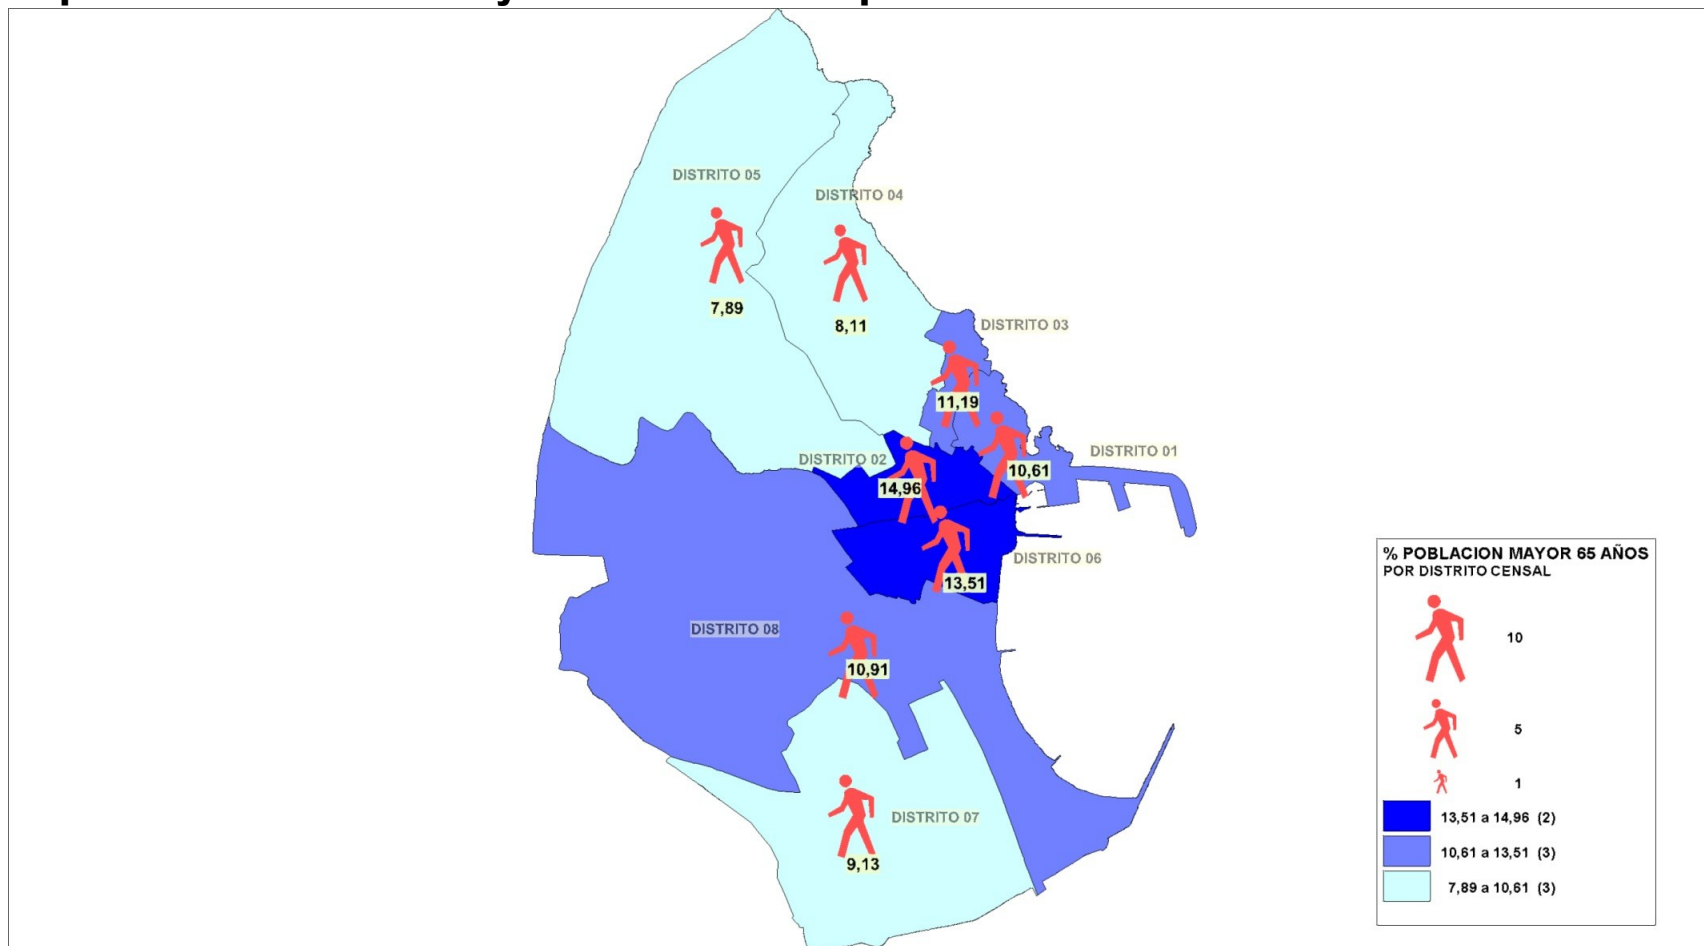 DISTRITO 05
DISTRITO 04
7,89
8,11
DISTRITO 03
11,19
DISTRITO 02
14,96
10,61
DISTRITO 01
DISTRITO 06
13,51
DISTRITO 08
10,91
DISTRITO 07
9,13
% POBLACION MAYOR 65 AÑOS
POR DISTRITO CENSAL
10
5
1
13,51 a 14,96 (2)
10,61 a 13,51 (3)
7,89 a 10,61 (3)